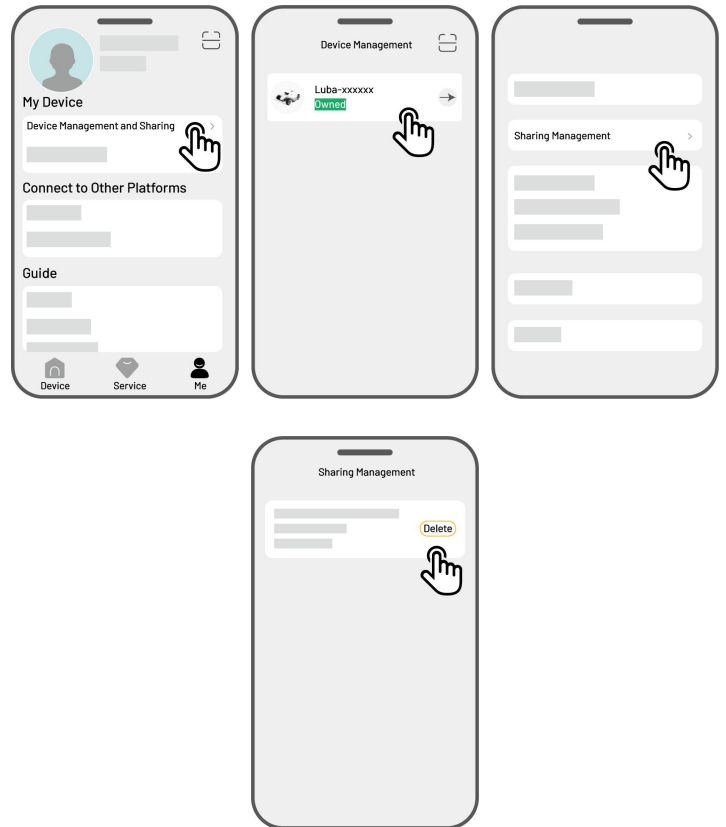 My Device
Device Management and Sharing
Connect to Other Platforms
Guide
Device
Service
Me
Device Management
Luba-xxxxxx
Owned
Sharing Management
Sharing Management
Delete